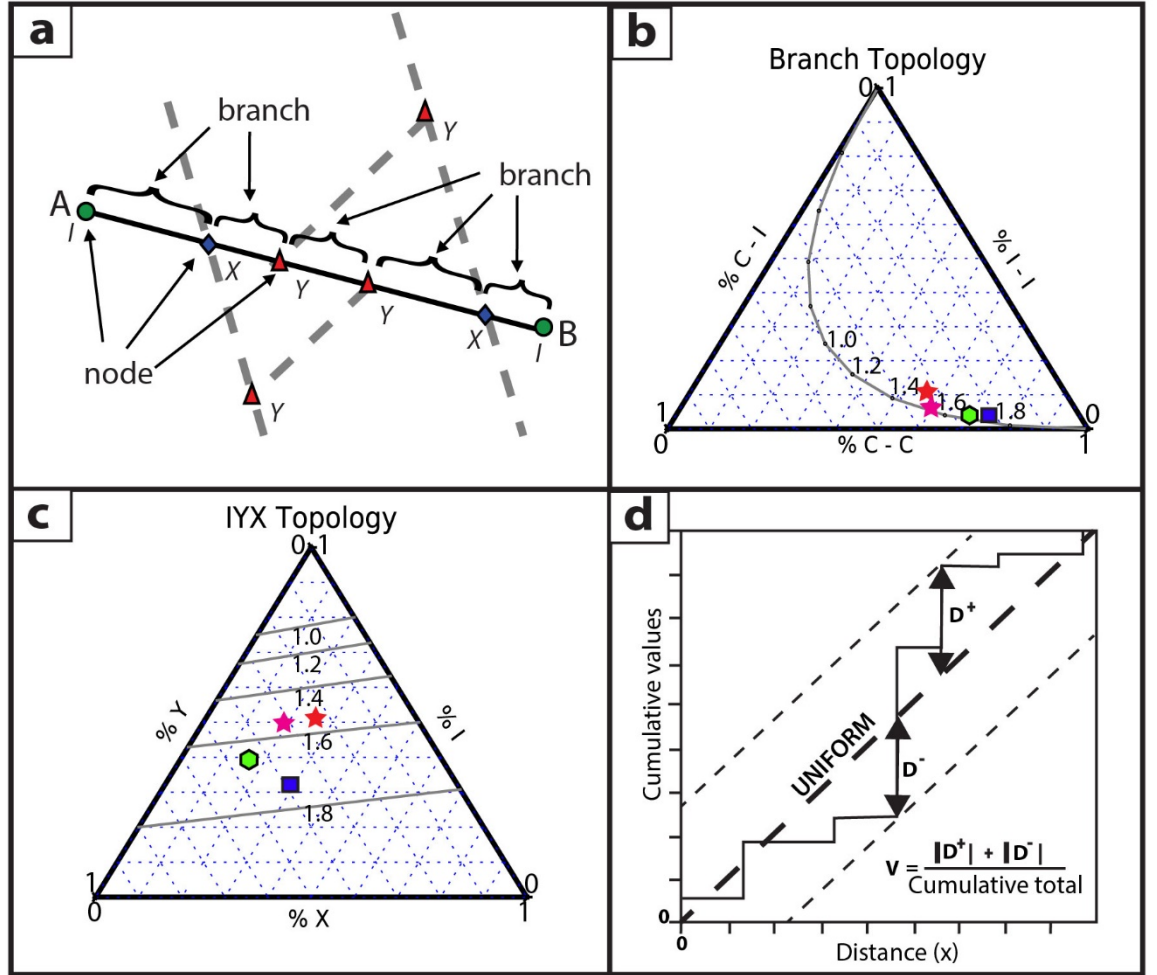 a
branch
Y
branch
A
I
X
Y
Y
X
I
B
node
Y
b
Branch Topology
0 1
% C - I
% I - I
1.0
1.2
1.4
1.6
1.8
1
0
0
% C - C
1
c
IYX Topology
0 1
1.0
1.2
1.4
% Y
% I
1.6
1.8
1
0
0
% X
1
d
Cumulative values
D+
UNIFORM
D-
V = ||D+| + ||D-|
Cumulative total
0
0
Distance (x)